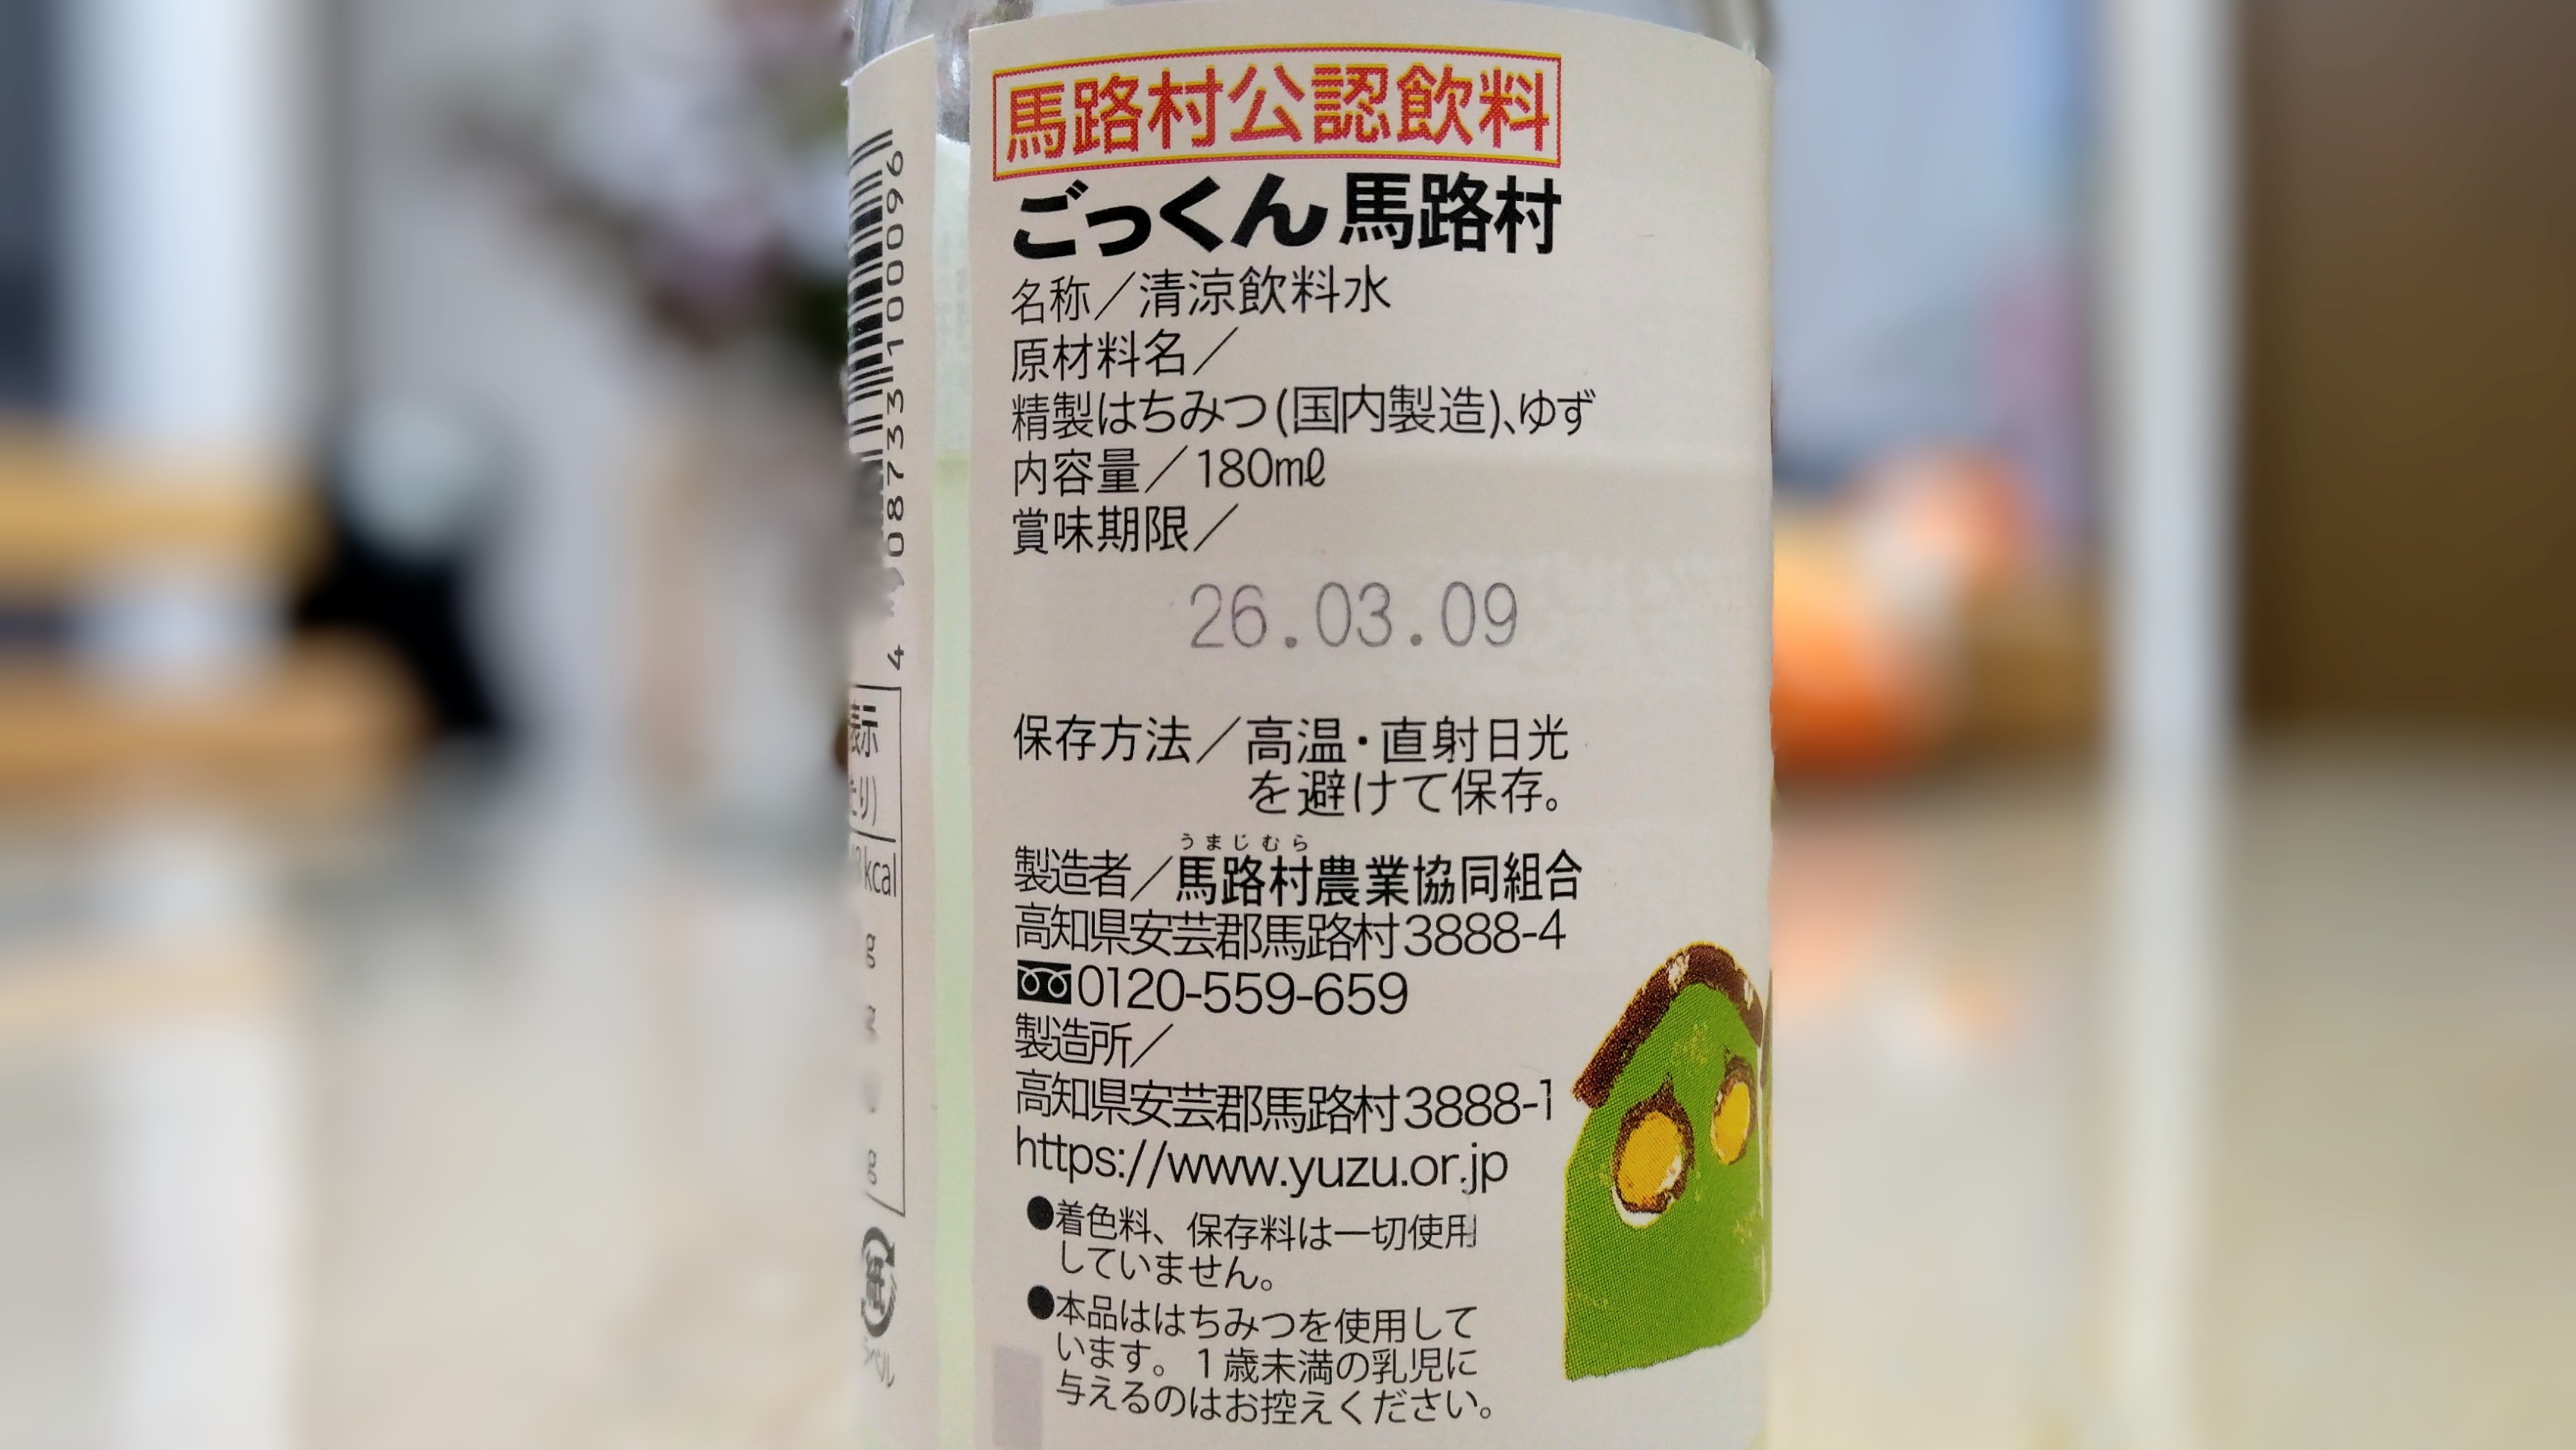 馬路村公認飲料
ごっくん馬路村
名称／清涼飲料水
原材料名／
精製はちみつ(国内製造)、ゆず
内容量／180mℓ
賞味期限／
26.03.09
保存方法／高温・直射日光
を避けて保存。
うまじむら
製造者／馬路村農業協同組合
高知県安芸郡馬路村3888-4
0120-559-659
製造所／
高知県安芸郡馬路村3888-1
https://www.yuzu.or.jp
●着色料、保存料は一切使用
していません。
●本品ははちみつを使用して
います。1歳未満の乳児に
与えるのはお控えください。
表示
たり)
kcal
g
g
g
紙
ラベル